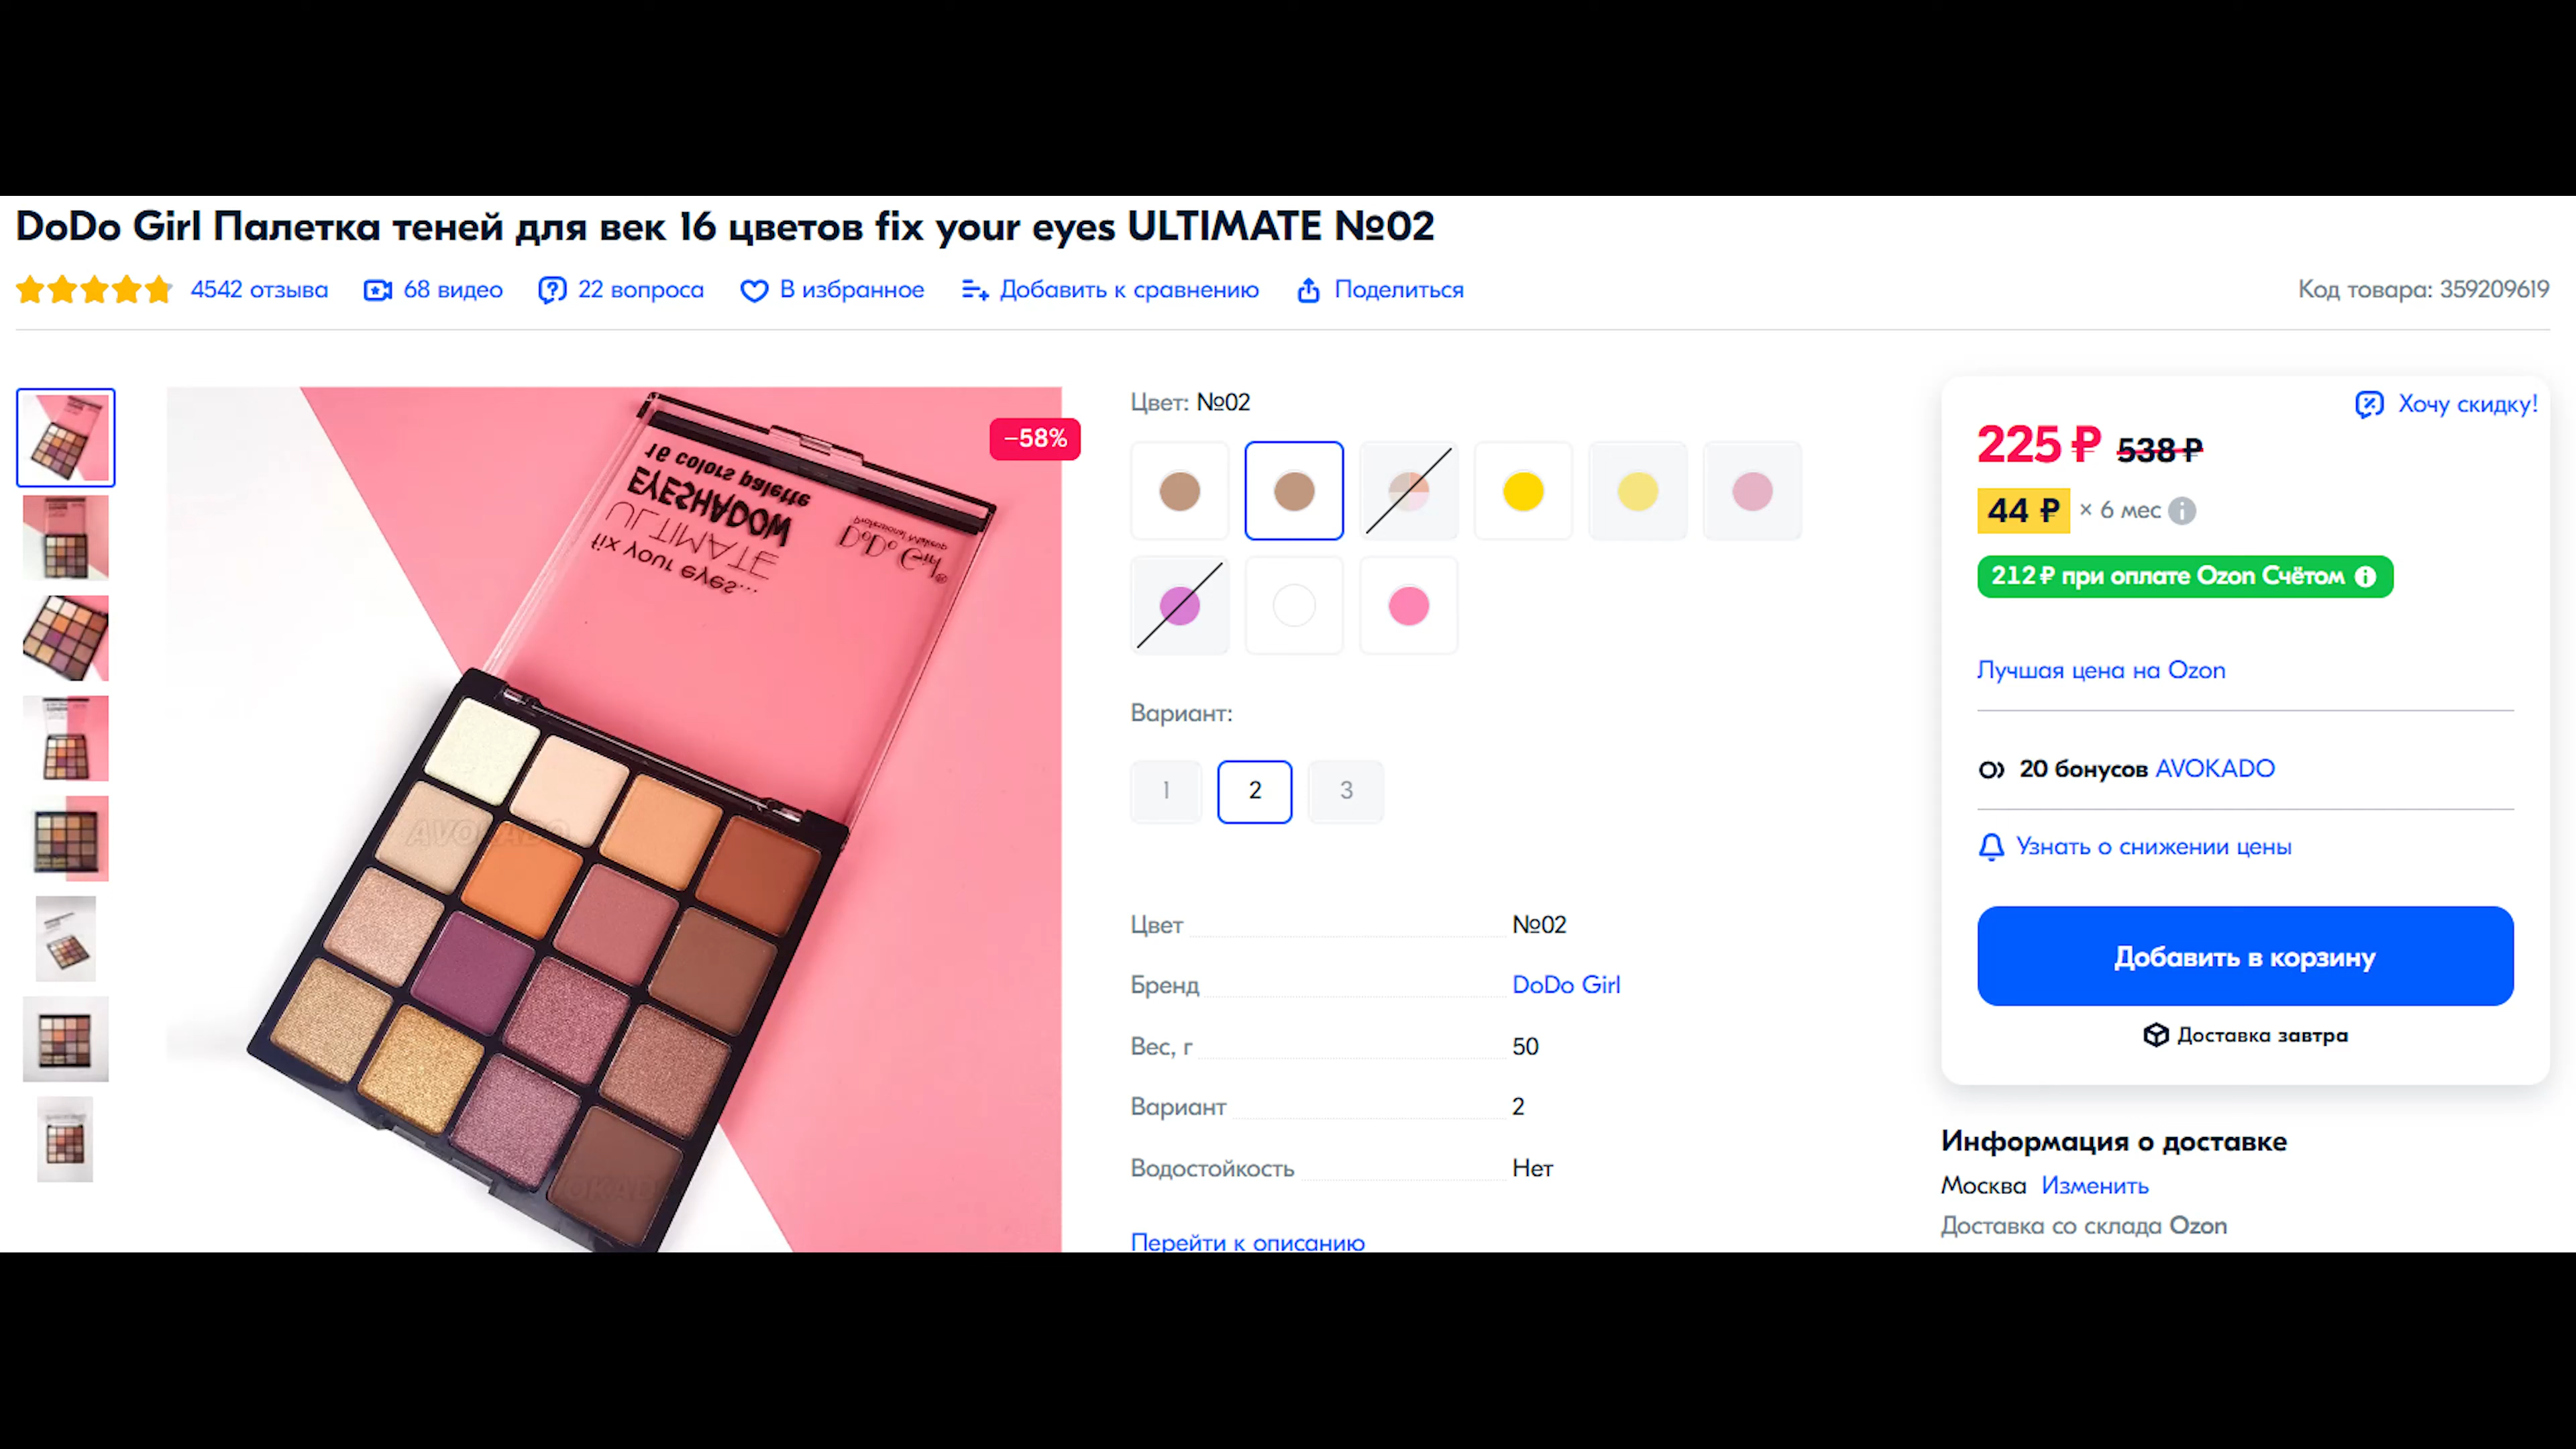 DoDo Girl Палетка теней для век 16 цветов fix your eyes ULTIMATE №02
4542 отзыва
68 видео
22 вопроса
В избранное
Добавить к сравнению
Поделиться
Код товара: 359209619
-58%
16 colors palette
EYESHADOW
ULTIMATE
fix your eyes...
Professional Makeup
DoDo Girl®
AVOKADO
Цвет: №02
Вариант:
1
2
3
Цвет №02
Бренд DoDo Girl
Вес, г 50
Вариант 2
Водостойкость Нет
Перейти к описанию
Хочу скидку!
225 ₽ 538 ₽
44 ₽ × 6 мес
212 ₽ при оплате Ozon Счётом
Лучшая цена на Ozon
20 бонусов AVOKADO
Узнать о снижении цены
Добавить в корзину
Доставка завтра
Информация о доставке
Москва Изменить
Доставка со склада Ozon